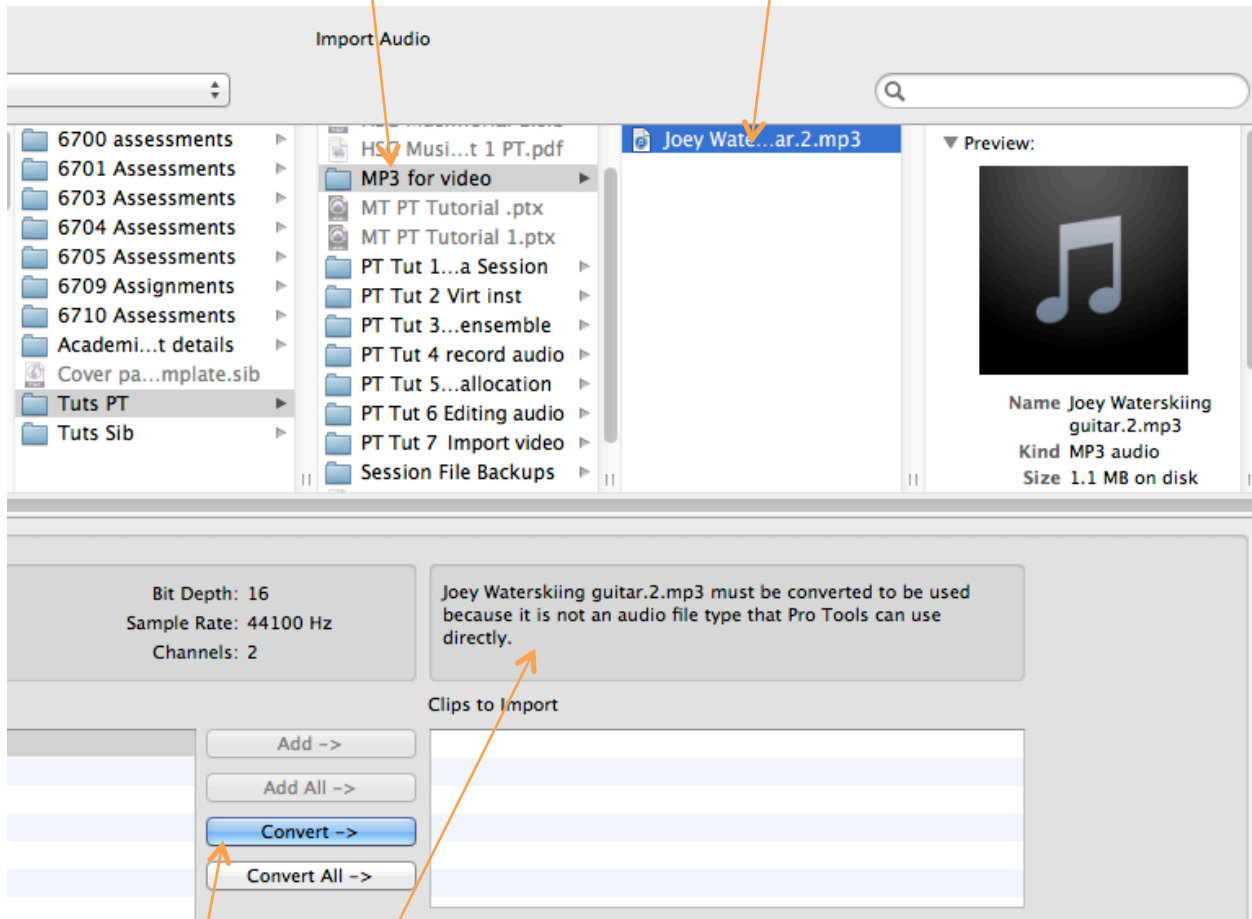 Import Audio
6700 assessments
6701 Assessments
6703 Assessments
6704 Assessments
6705 Assessments
6709 Assignments
6710 Assessments
Academi...t details
Cover pa...mplate.sib
Tuts PT
Tuts Sib
HSC Musi...t 1 PT.pdf
MP3 for video
MT PT Tutorial .ptx
MT PT Tutorial 1.ptx
PT Tut 1...a Session
PT Tut 2 Virt inst
PT Tut 3...ensemble
PT Tut 4 record audio
PT Tut 5...allocation
PT Tut 6 Editing audio
PT Tut 7 Import video
Session File Backups
Joey Wate...ar.2.mp3
Preview:
Name Joey Waterskiing
guitar.2.mp3
Kind MP3 audio
Size 1.1 MB on disk
Bit Depth: 16
Sample Rate: 44100 Hz
Channels: 2
Joey Waterskiing guitar.2.mp3 must be converted to be used
because it is not an audio file type that Pro Tools can use
directly.
Clips to Import
Add ->
Add All ->
Convert ->
Convert All ->